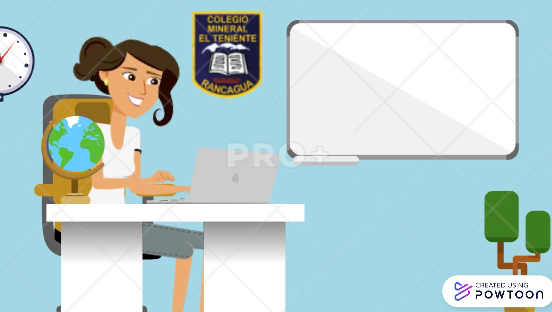 COLEGIO
MINERAL
EL TENIENTE
RANCAGUA
PRO+
CREATED USING
POWTOON